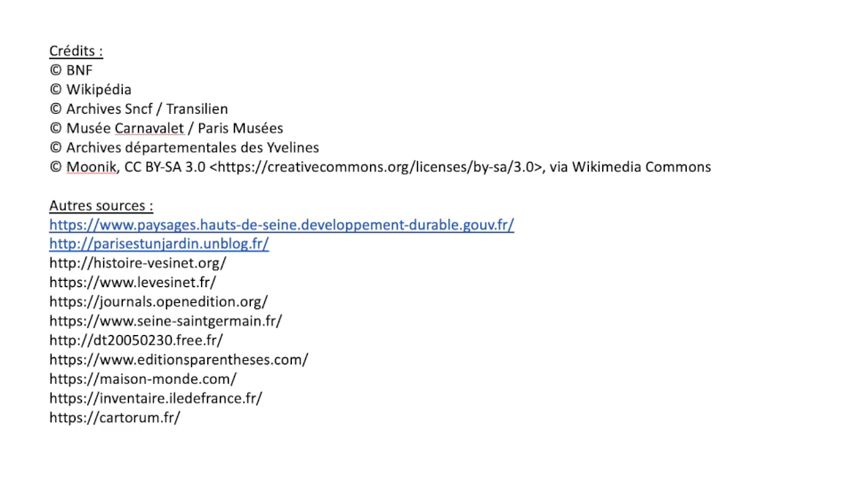 Crédits :
© BNF
© Wikipédia
© Archives Sncf / Transilien
© Musée Carnavalet / Paris Musées
© Archives départementales des Yvelines
© Moonik, CC BY-SA 3.0 <https://creativecommons.org/licenses/by-sa/3.0>, via Wikimedia Commons
Autres sources :
https://www.paysages.hauts-de-seine.developpement-durable.gouv.fr/
http://parisestunjardin.unblog.fr/
http://histoire-vesinet.org/
https://www.levesinet.fr/
https://journals.openedition.org/
https://www.seine-saintgermain.fr/
http://dt20050230.free.fr/
https://www.editionsparentheses.com/
https://maison-monde.com/
https://inventaire.iledefrance.fr/
https://cartorum.fr/